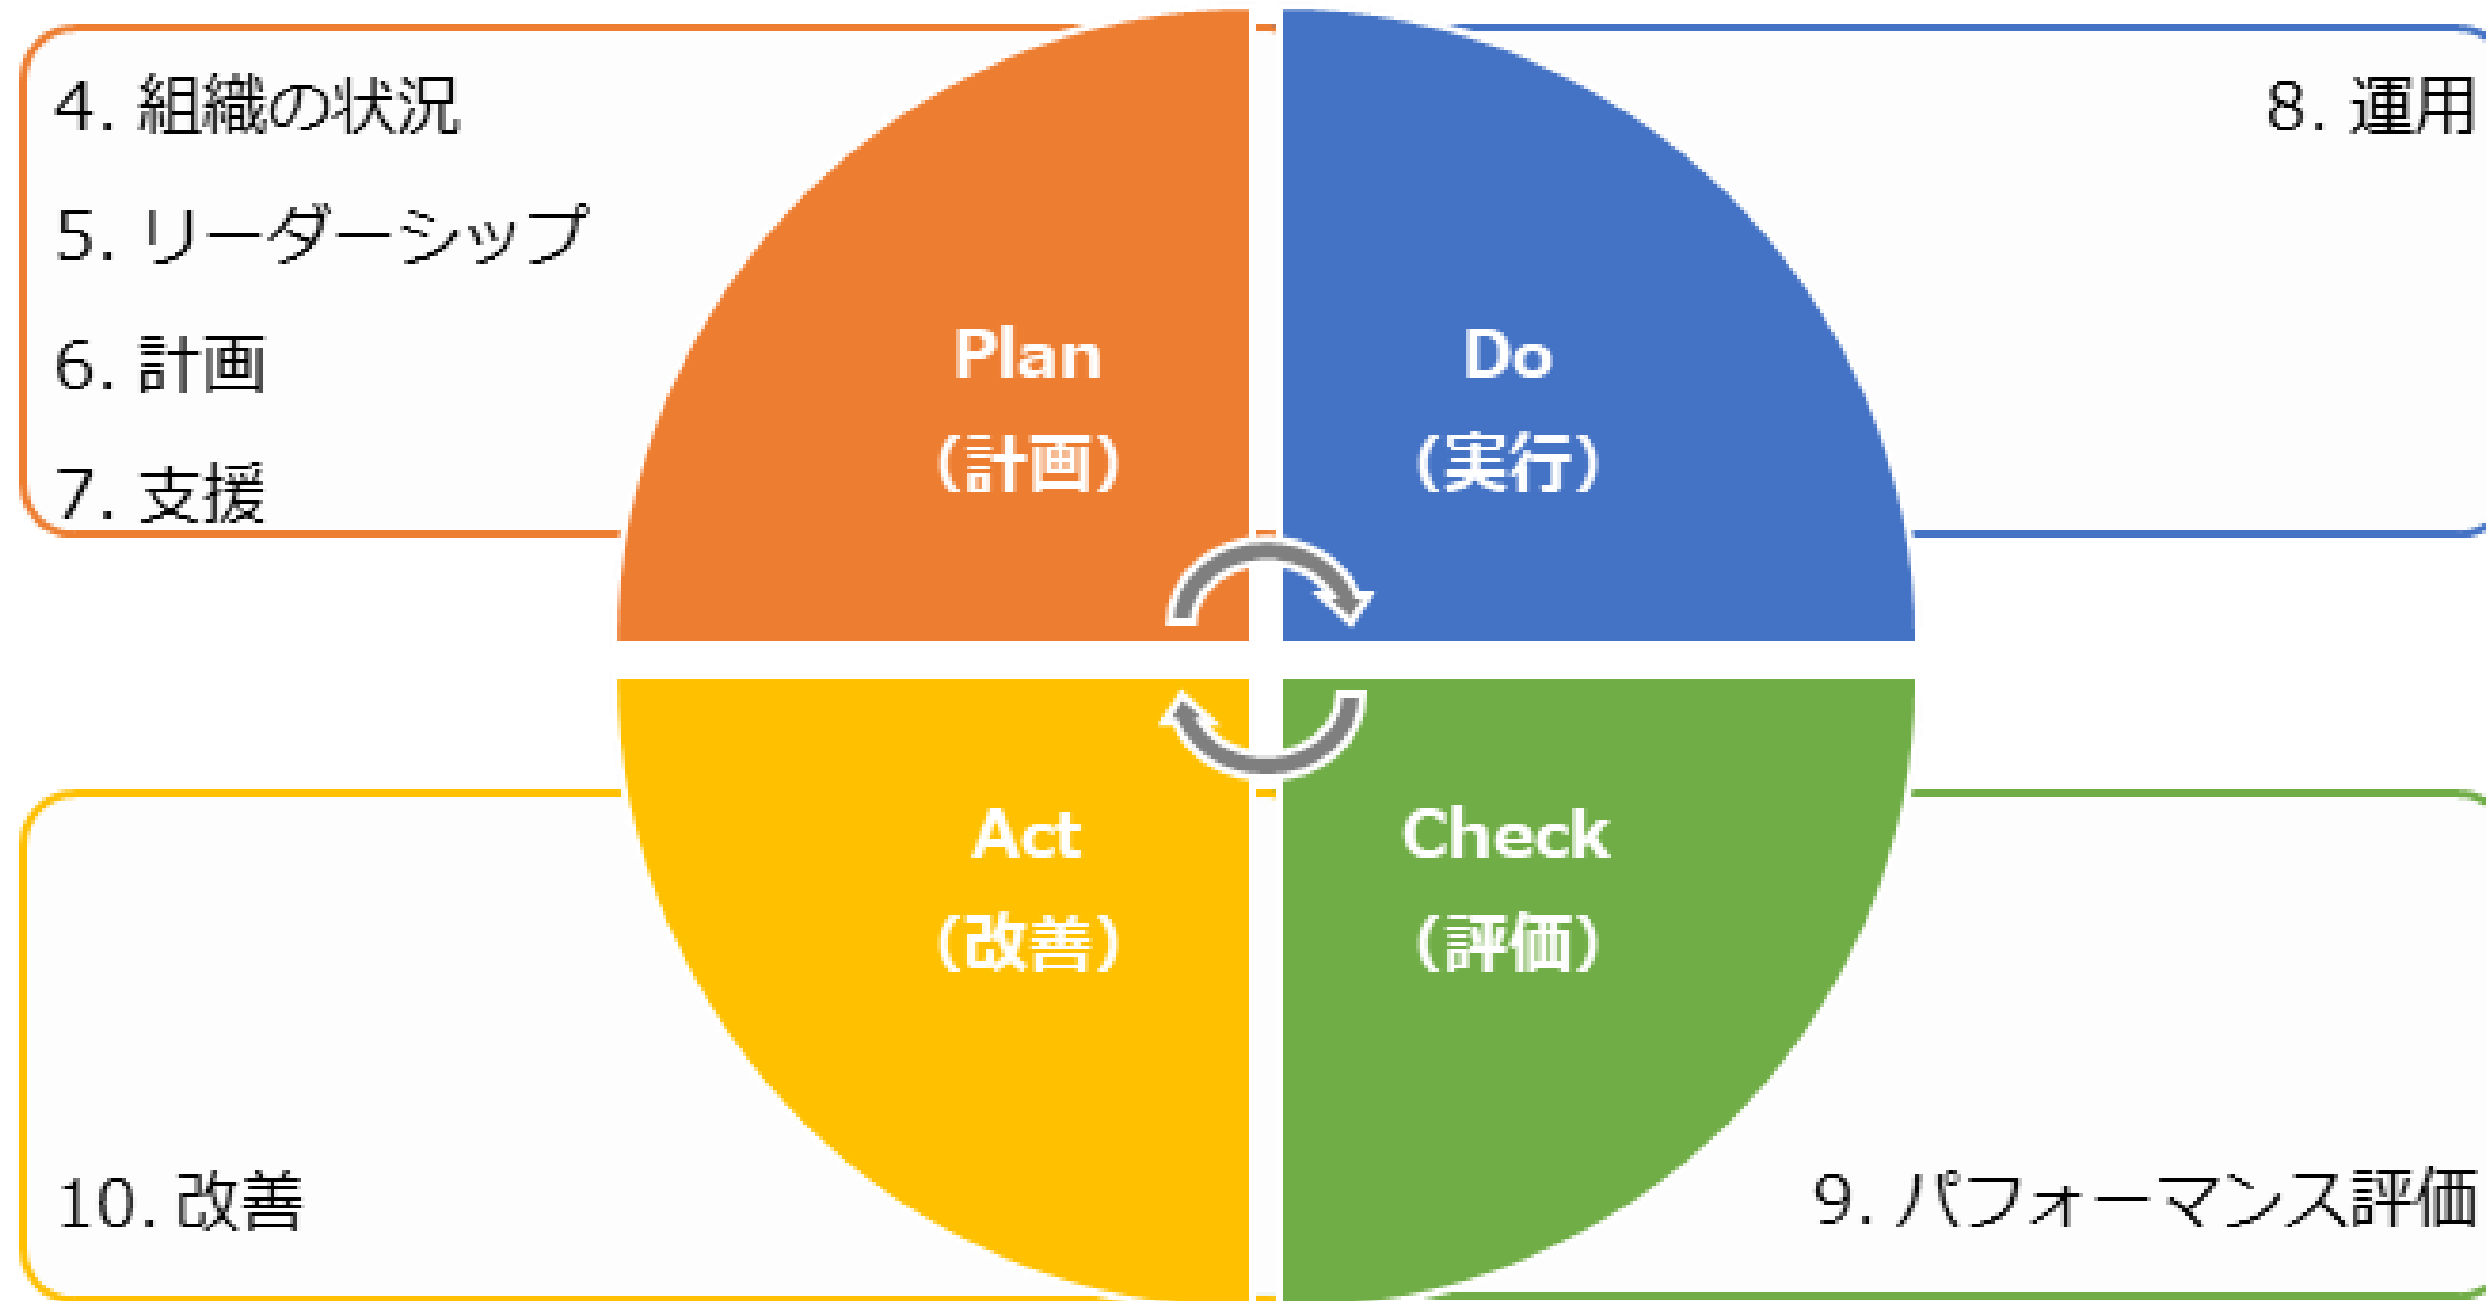 4. 組織の状況
5. リーダーシップ
6. 計画
7. 支援
Plan
（計画）
Do
（実行）
8. 運用
Act
（改善）
Check
（評価）
10. 改善
9. パフォーマンス評価